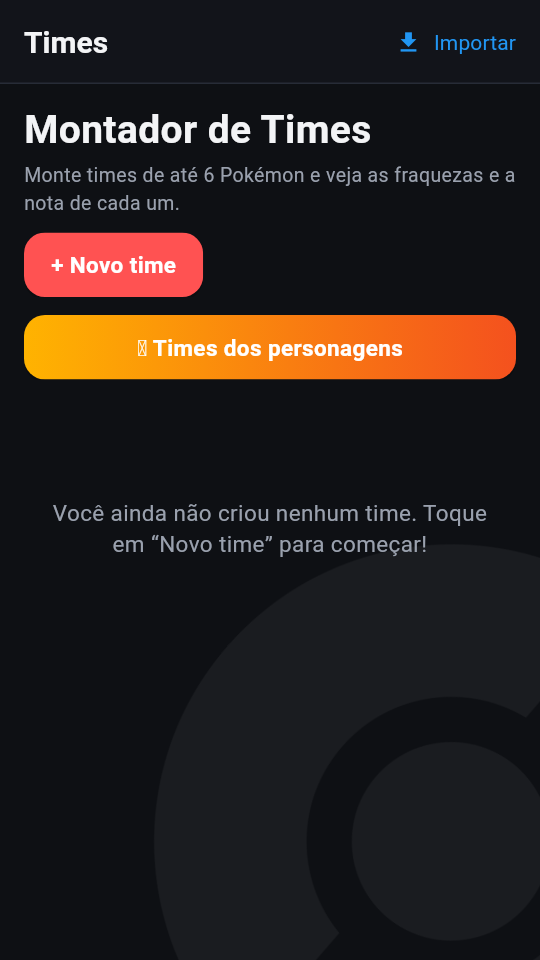 Times
Importar
Montador de Times
Monte times de até 6 Pokémon e veja as fraquezas e a
nota de cada um.
+ Novo time
Times dos personagens
Você ainda não criou nenhum time. Toque
em “Novo time” para começar!